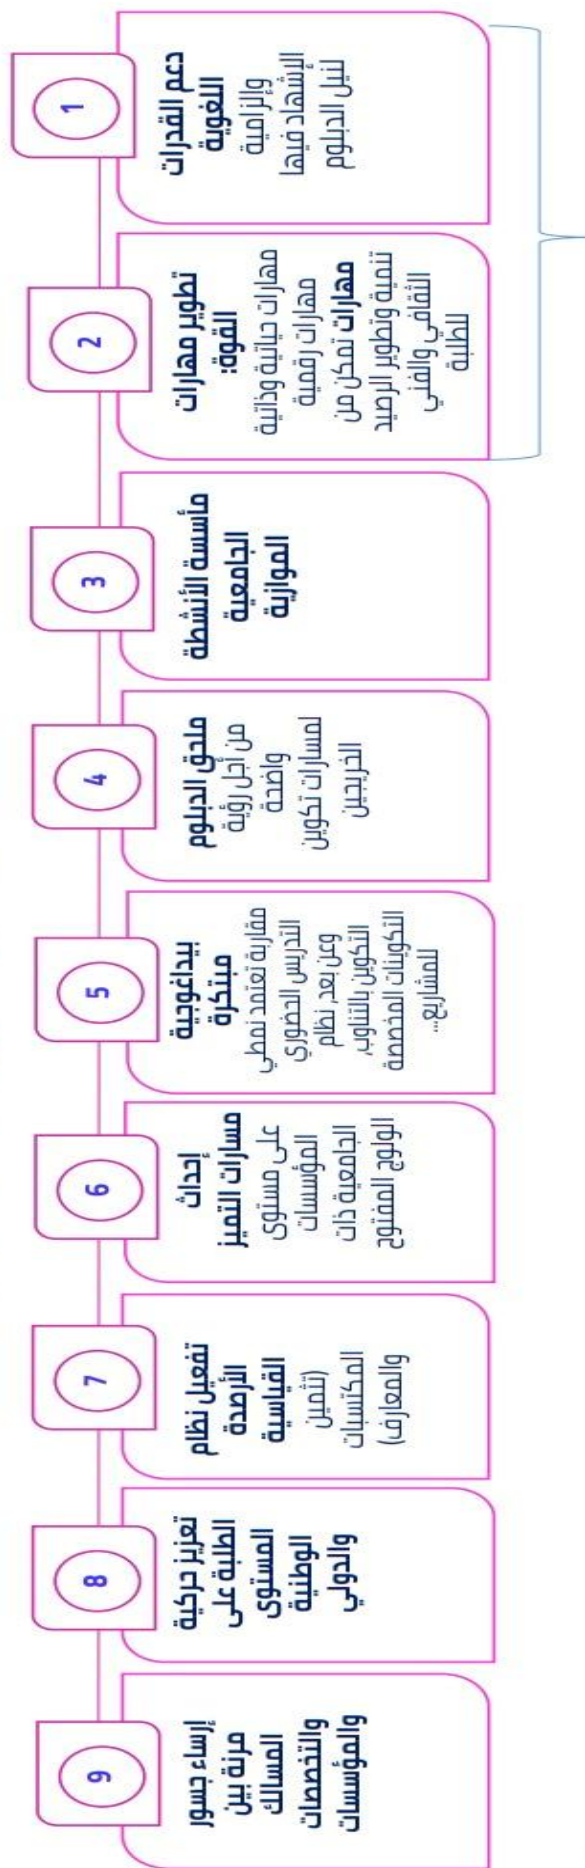 1
دعم القدرات
اللغوية
وإلزامية
الإشهاد فيها
لنيل الدبلوم
2
تطوير مهارات
القوة:
مهارات حياتية وذاتية
مهارات رقمية
مهارات تمكن من
تنمية وتطوير الرصيد
الثقافي والفني
للطلبة
3
مأسسة الأنشطة
الجامعية
الموازية
4
ملحق الدبلوم
من أجل رؤية
واضحة
لمسارات تكوين
الخريجين
5
بيداغوجية
مبتكرة
مقاربة تعتمد نمطي
التدريس الحضوري
وعن بعد، نظام
التكوين بالتناوب،
التكوينات المخصصة
للمشاريع...
6
إحداث
مسارات التميز
على مستوى
المؤسسات
الجامعية ذات
الولوج المفتوح
7
تفعيل نظام
الأرصدة
القياسية
(تثمين
المكتسبات
والمعارف)
8
تعزيز حركية
الطلبة على
المستوى
الوطنية
والدولي
9
إرساء جسور
مرنة بين
المسالك
والتخصصات
والمؤسسات